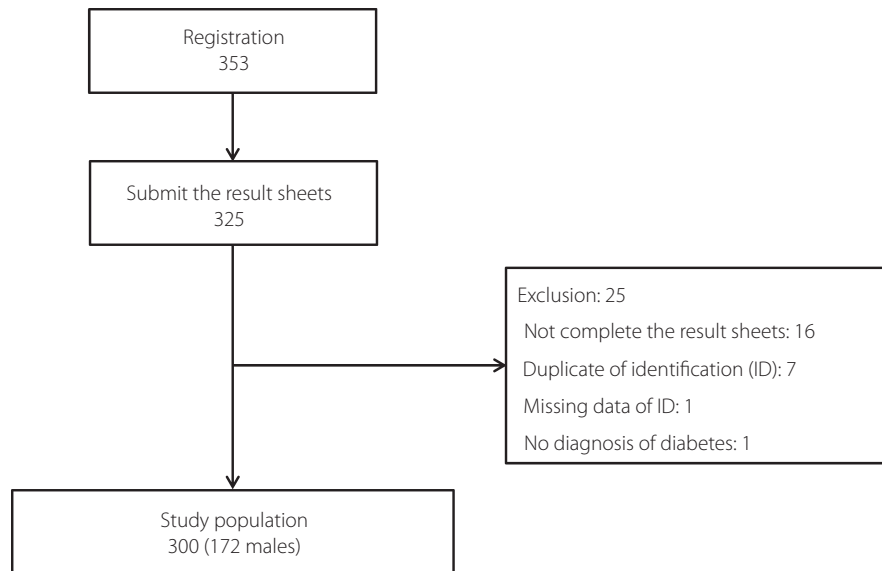 Registration
353
Submit the result sheets
325
Exclusion: 25
Not complete the result sheets: 16
Duplicate of identification (ID): 7
Missing data of ID: 1
No diagnosis of diabetes: 1
Study population
300 (172 males)